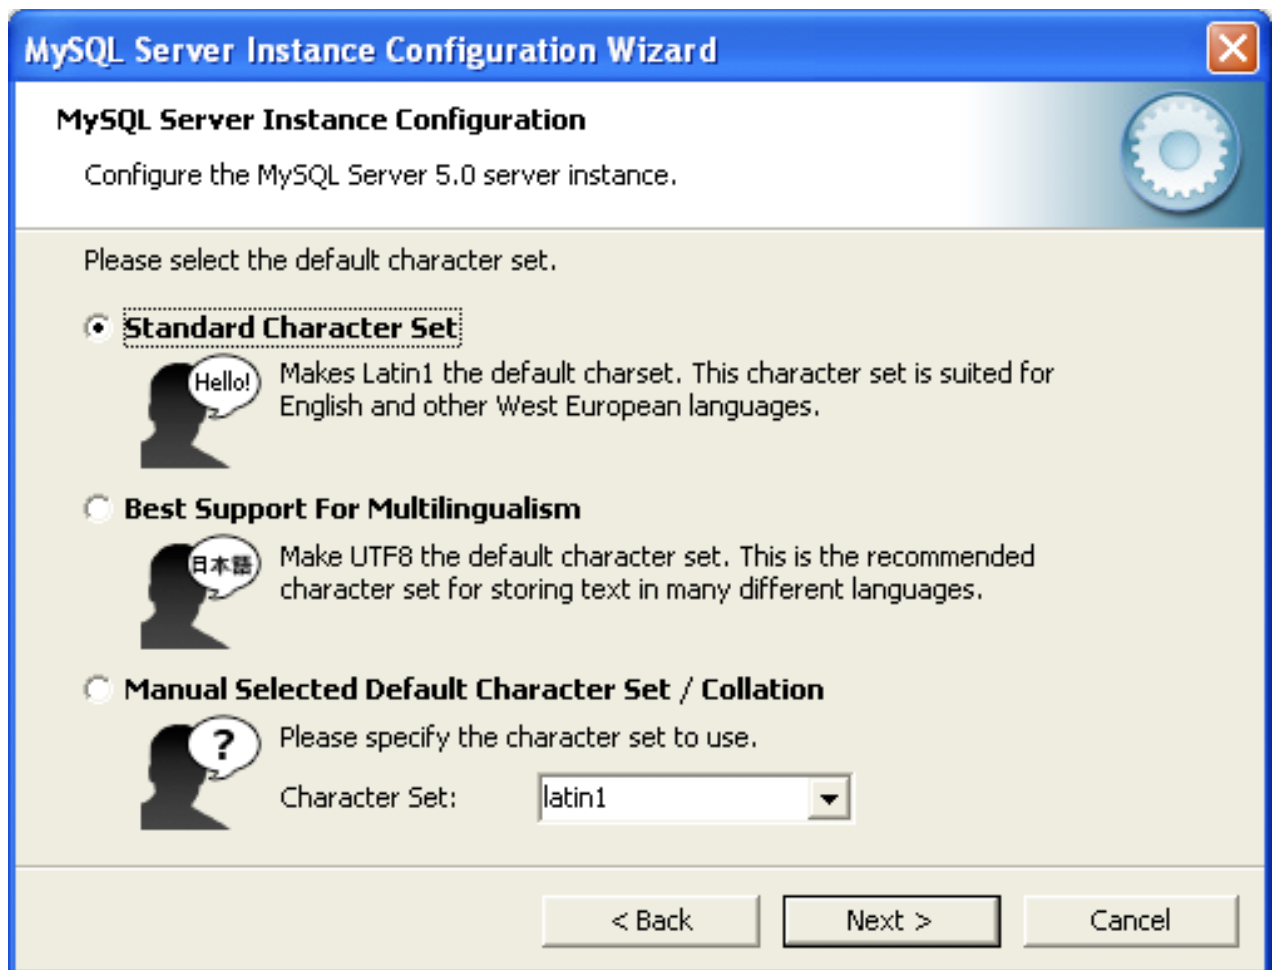 MySQL Server Instance Configuration Wizard
MySQL Server Instance Configuration
Configure the MySQL Server 5.0 server instance.
Please select the default character set.
Standard Character Set
Hello!
Makes Latin1 the default charset. This character set is suited for
English and other West European languages.
Best Support For Multilingualism
日本語
Make UTF8 the default character set. This is the recommended
character set for storing text in many different languages.
Manual Selected Default Character Set / Collation
?
Please specify the character set to use.
Character Set: latin1
< Back Next > Cancel